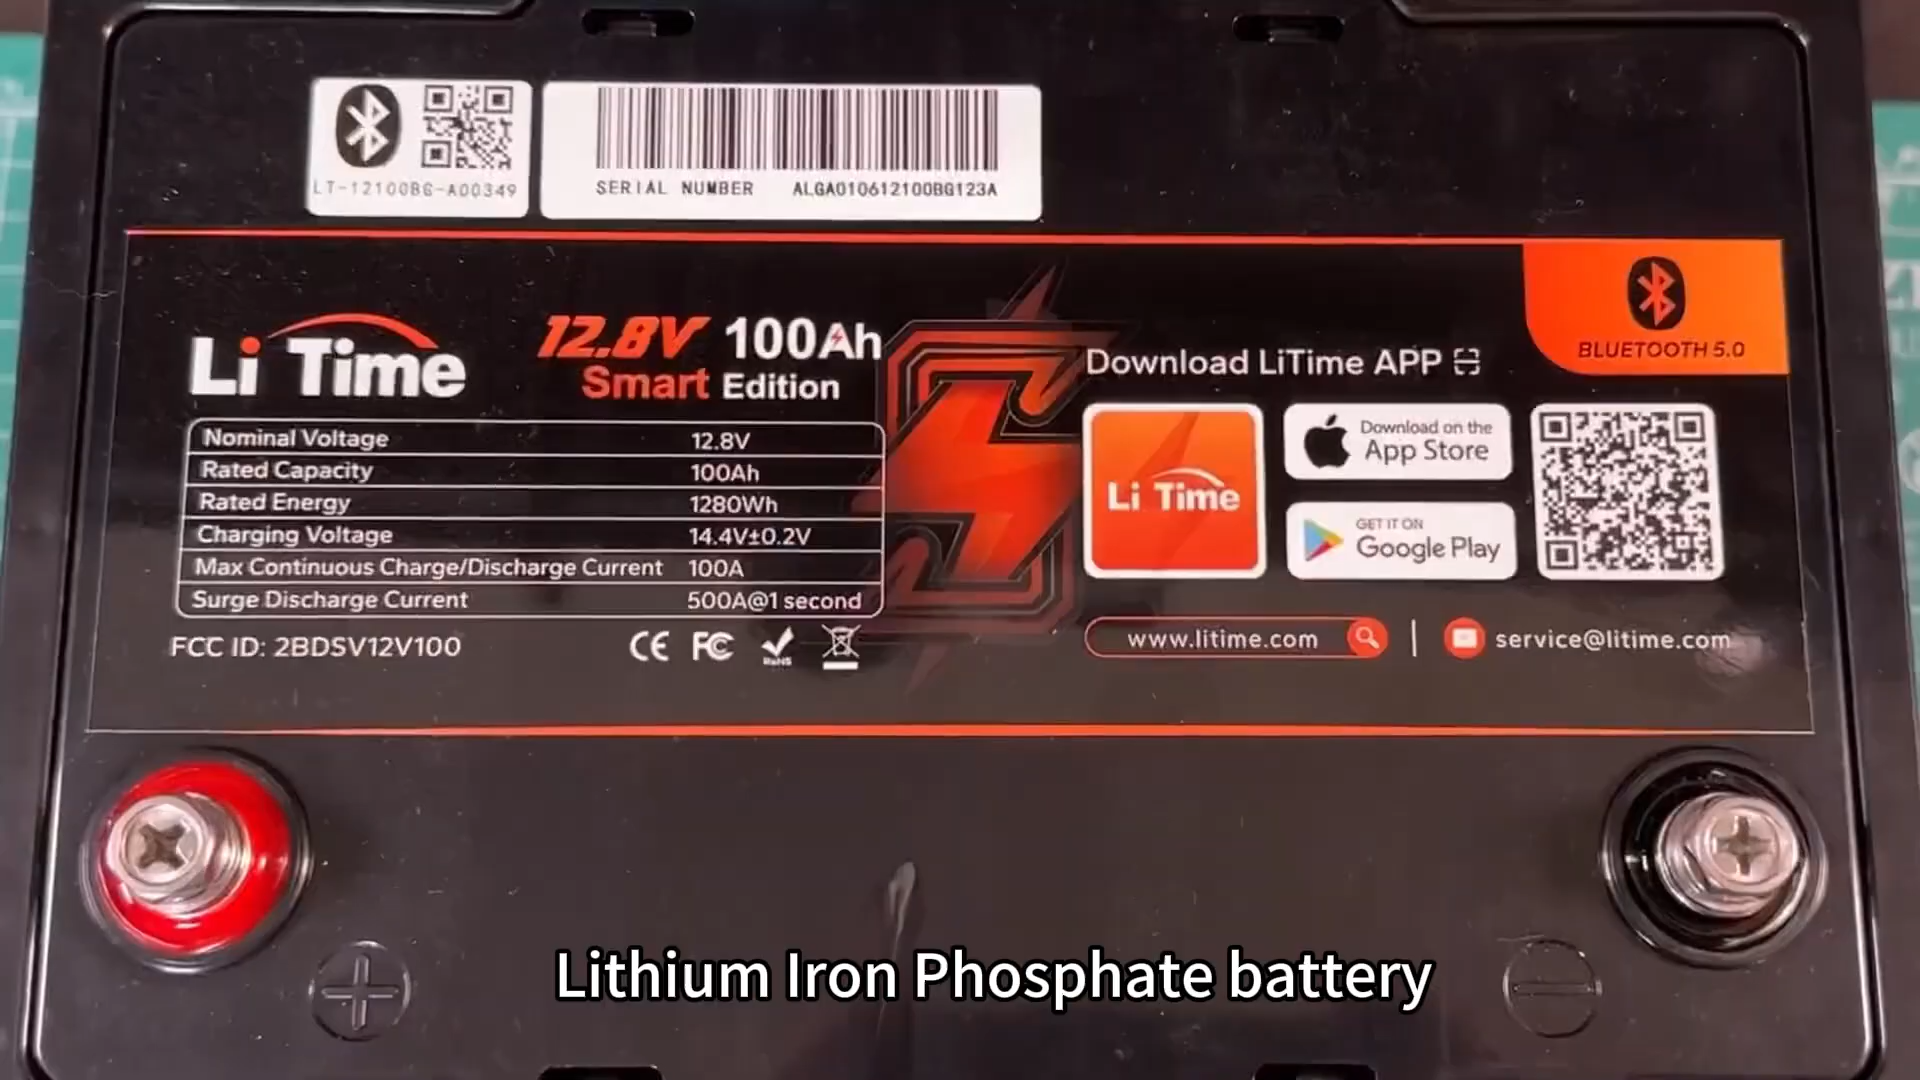 LT-12100BG-A00349
SERIAL NUMBER ALGA010612100BG123A
Li Time
12.8V 100Ah
Smart Edition
Nominal Voltage 12.8V
Rated Capacity 100Ah
Rated Energy 1280Wh
Charging Voltage 14.4V±0.2V
Max Continuous Charge/Discharge Current 100A
Surge Discharge Current 500A@1 second
FCC ID: 2BDSV12V100
CE FC RoHS
BLUETOOTH 5.0
Download LiTime APP
Li Time
Download on the
App Store
GET IT ON
Google Play
www.litime.com | service@litime.com
Lithium Iron Phosphate battery